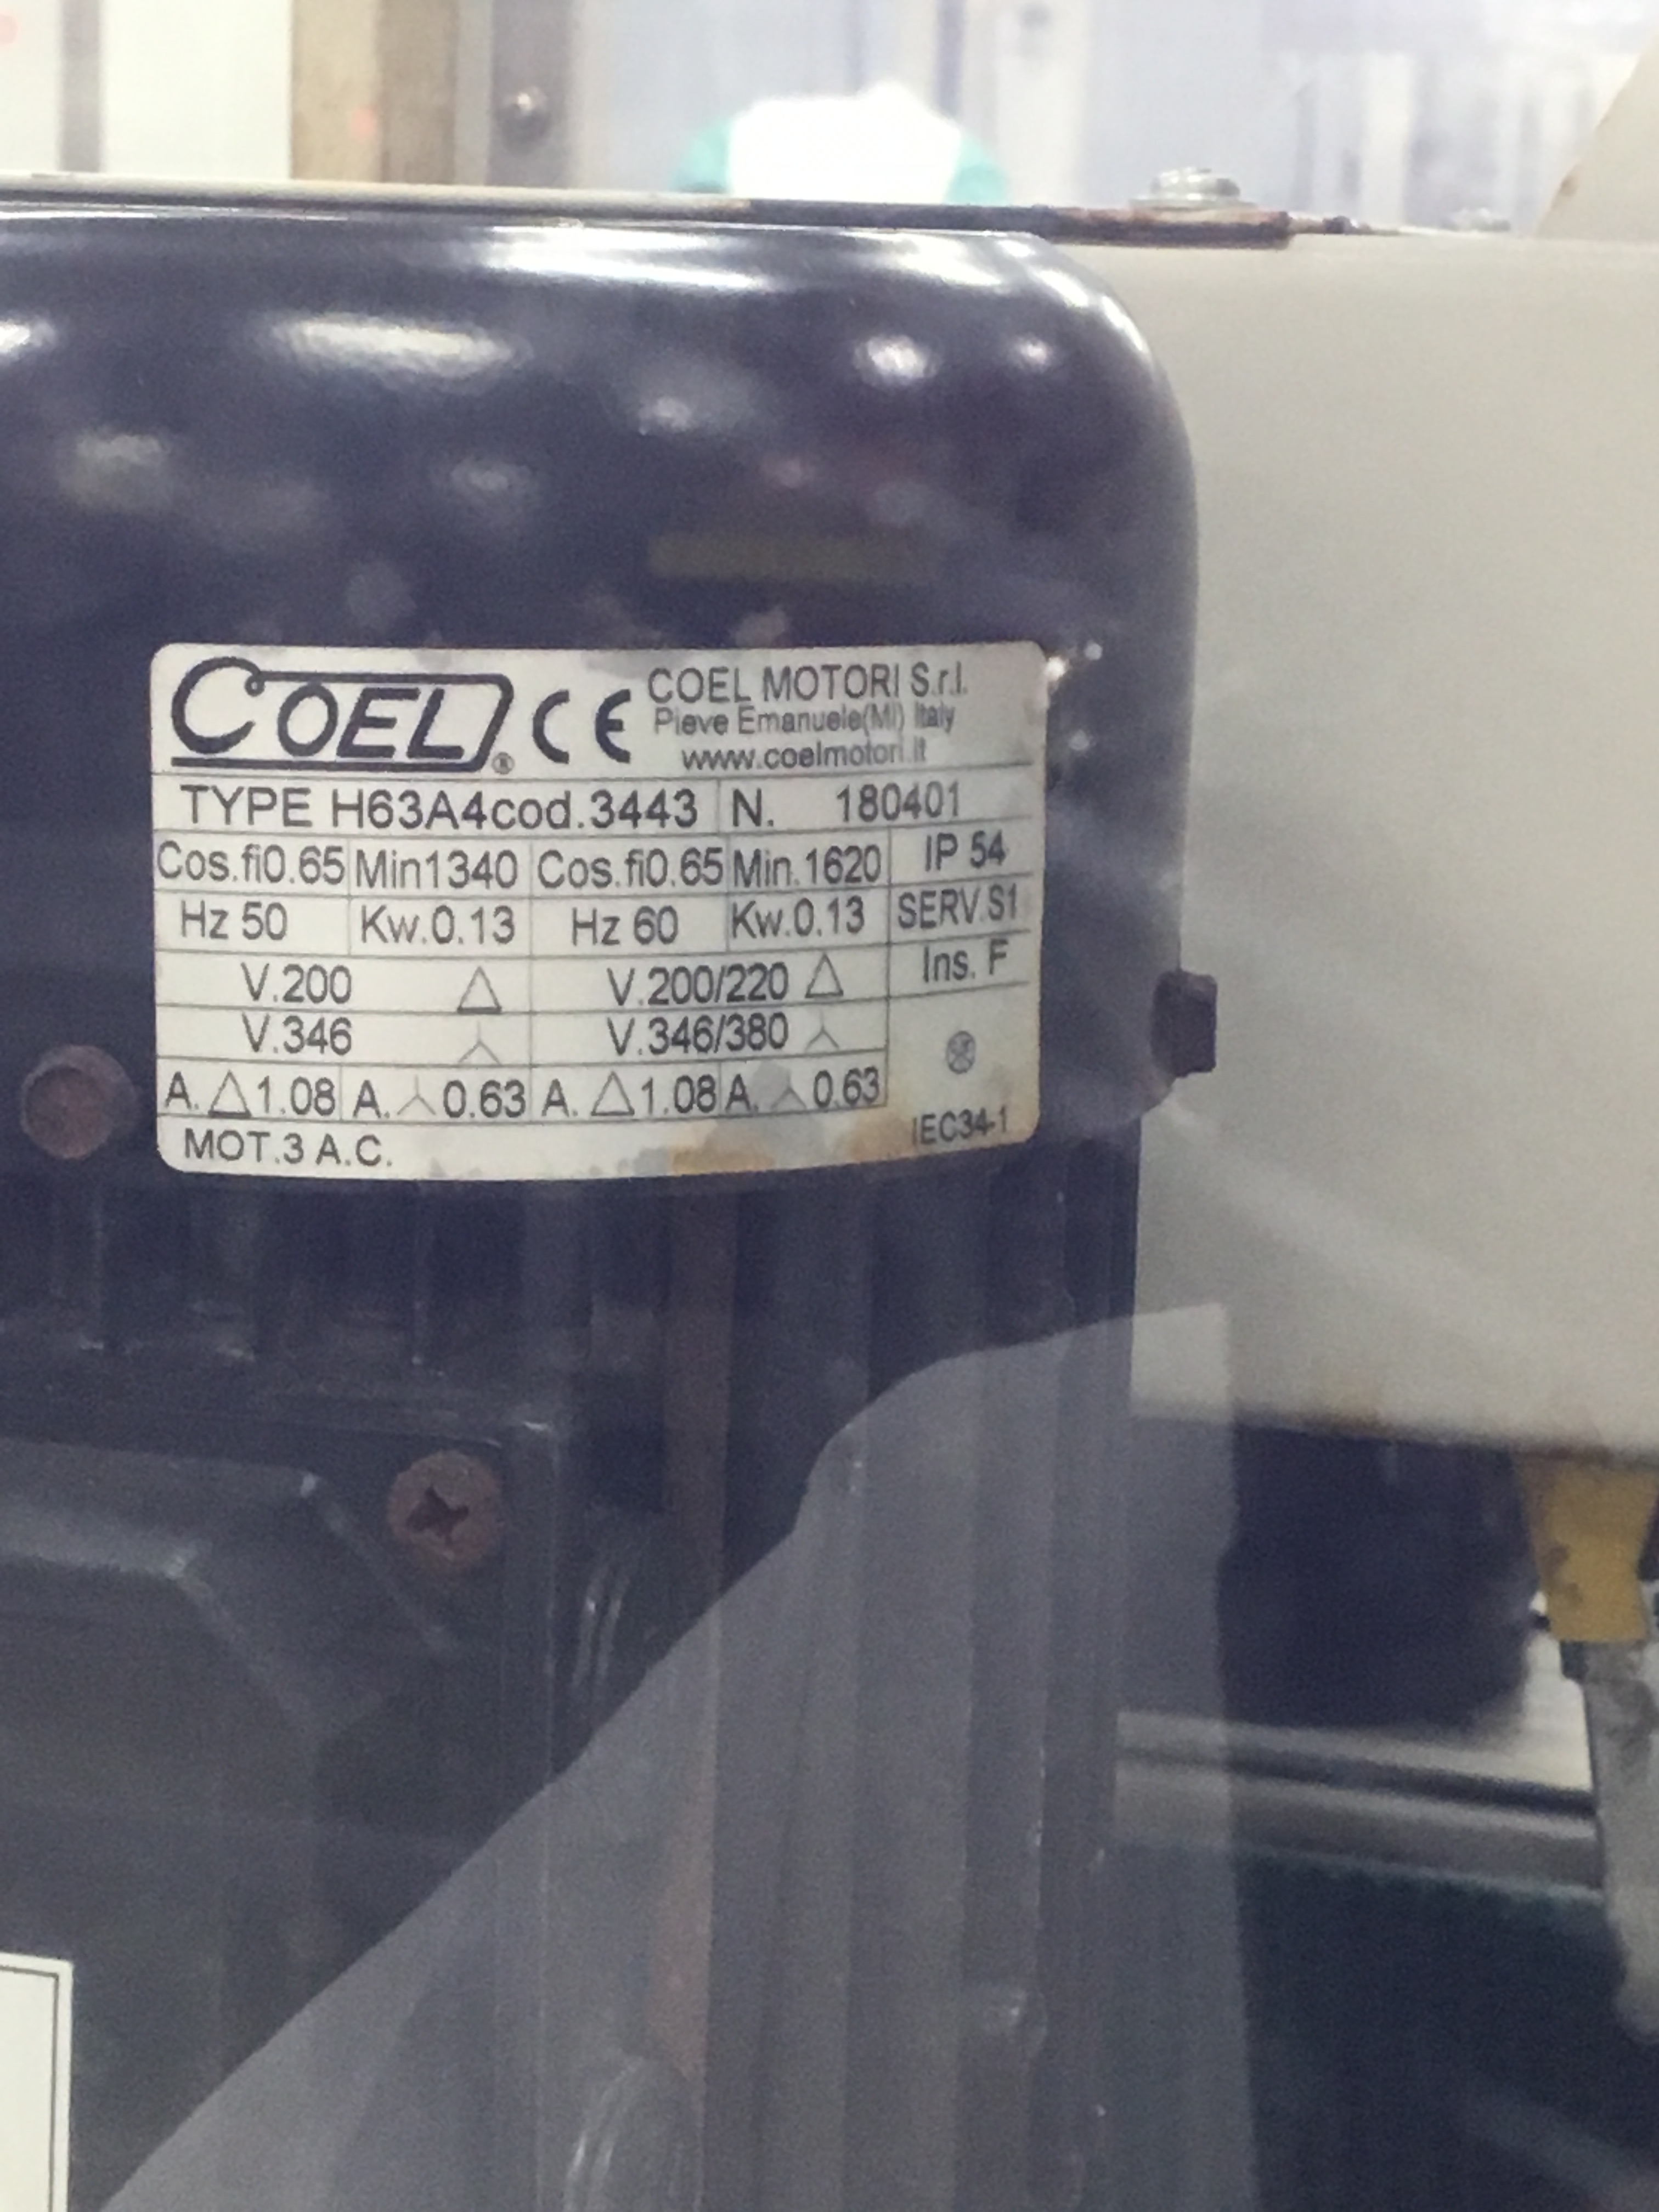 COEL® CE COEL MOTORI S.r.l.
Pieve Emanuele(MI) Italy
www.coelmotori.it
TYPE H63A4cod.3443 N. 180401
Cos.fi0.65 Min1340 Cos.fi0.65 Min.1620 IP 54
Hz 50 Kw.0.13 Hz 60 Kw.0.13 SERV.S1
V.200 △ V.200/220 △ Ins. F
V.346 ⅄ V.346/380 ⅄
A. △1.08 A. ⅄ 0.63 A. △1.08 A. ⅄ 0.63
MOT.3 A.C. IEC34-1